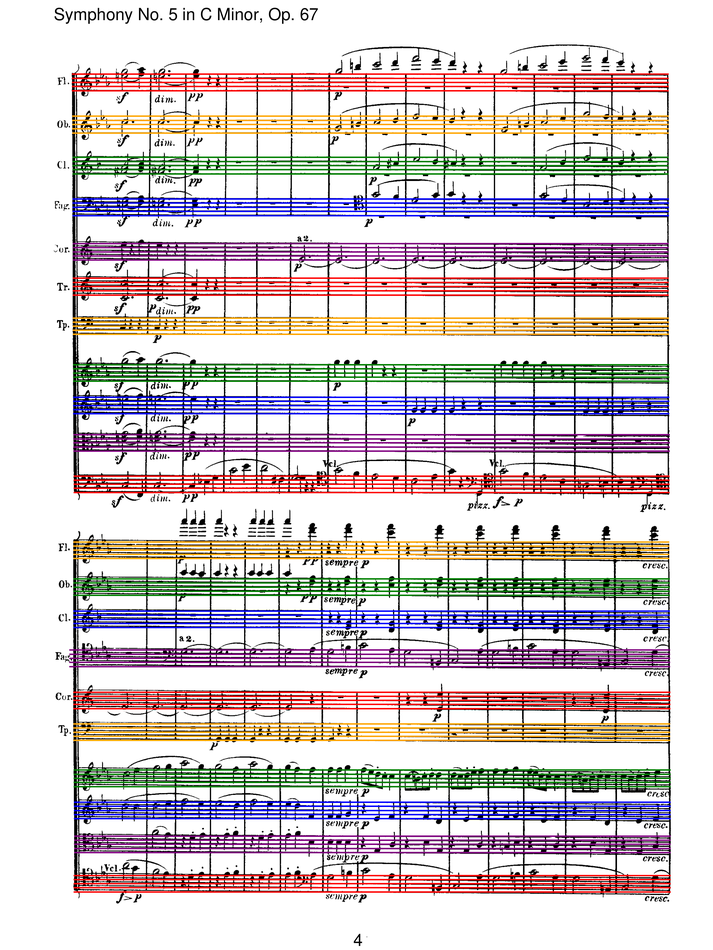 Symphony No. 5 in C Minor, Op. 67
Fl.
sf dim. pp p
Ob.
sf dim. pp p
Cl.
sf dim. pp p
Fag.
sf dim. pp p
Cor. a 2.
sf p
Tr.
sf p dim. pp
Tp.
p
sf dim. pp p
sf dim. pp p
sf dim. pp
Vcl. Vcl.
sf dim. pp pizz. f > p pizz.
Fl.
p pp sempre p cresc.
Ob.
p pp sempre p cresc.
Cl.
sempre p cresc.
a 2.
Fag.
sempre p cresc.
Cor.
p p
Tp.
p
sempre p cresc.
sempre p cresc.
sempre p cresc.
Vcl.
f > p sempre p cresc.
4